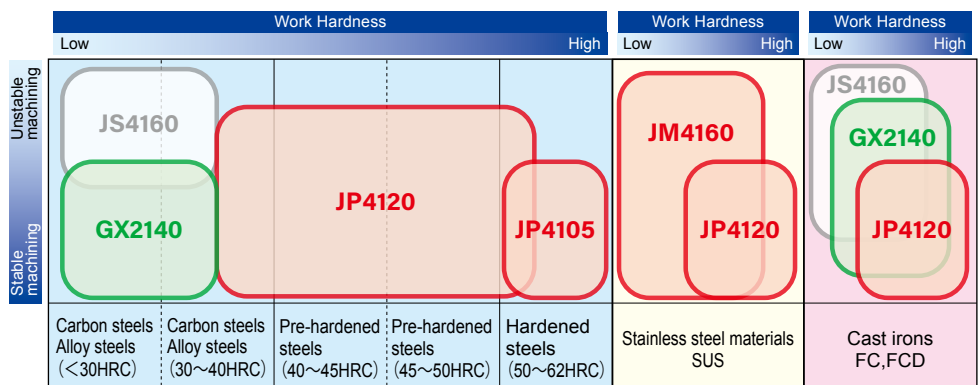 Work Hardness
Low
High
Work Hardness
Low
High
Work Hardness
Low
High
Unstable
machining
Stable
machining
JS4160
GX2140
JP4120
JP4105
JM4160
JP4120
JS4160
GX2140
JP4120
Carbon steels
Alloy steels
(<30HRC)
Carbon steels
Alloy steels
(30～40HRC)
Pre-hardened
steels
(40～45HRC)
Pre-hardened
steels
(45～50HRC)
Hardened
steels
(50～62HRC)
Stainless steel materials
SUS
Cast irons
FC,FCD